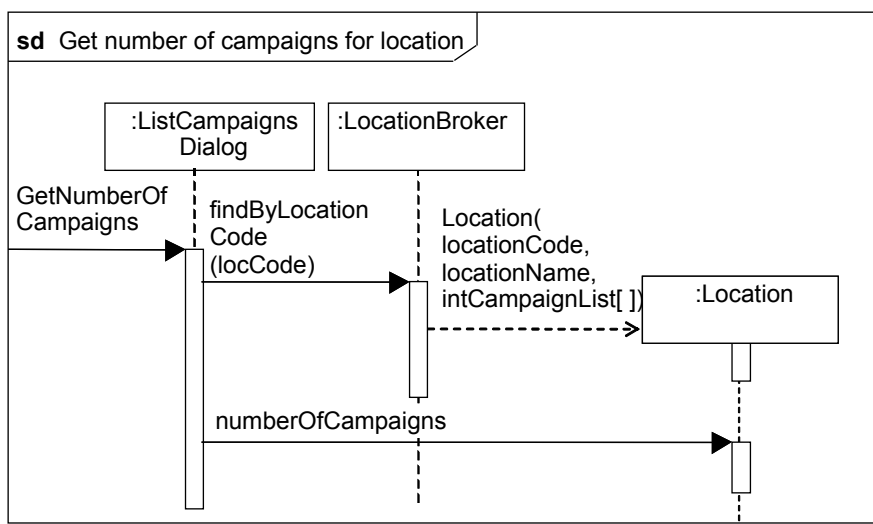 sd Get number of campaigns for location
:ListCampaigns
Dialog
:LocationBroker
GetNumberOf
Campaigns
findByLocation
Code
(locCode)
Location(
locationCode,
locationName,
intCampaignList[ ])
:Location
numberOfCampaigns